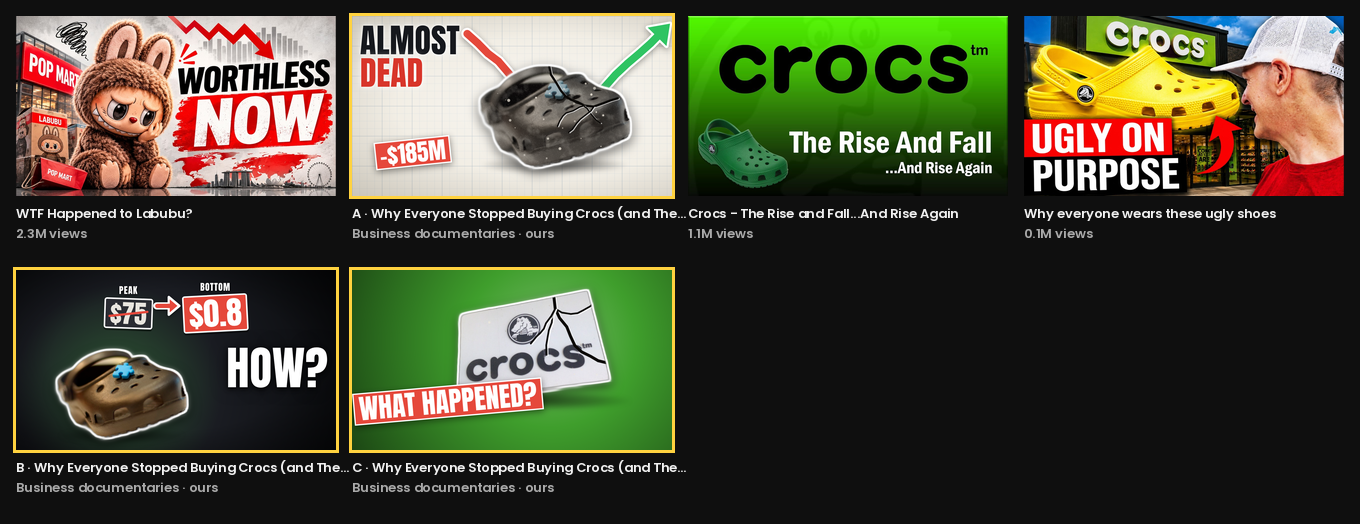 POP MART
LABUBU
POP MART
WORTHLESS
NOW
WTF Happened to Labubu?
2.3M views
ALMOST
DEAD
-$185M
A · Why Everyone Stopped Buying Crocs (and The...
Business documentaries · ours
crocs™
The Rise And Fall
...And Rise Again
Crocs - The Rise and Fall...And Rise Again
1.1M views
crocs
UGLY ON
PURPOSE
Why everyone wears these ugly shoes
0.1M views
PEAK
$75
BOTTOM
$0.8
HOW?
B · Why Everyone Stopped Buying Crocs (and The...
Business documentaries · ours
crocs™
WHAT HAPPENED?
C · Why Everyone Stopped Buying Crocs (and The...
Business documentaries · ours